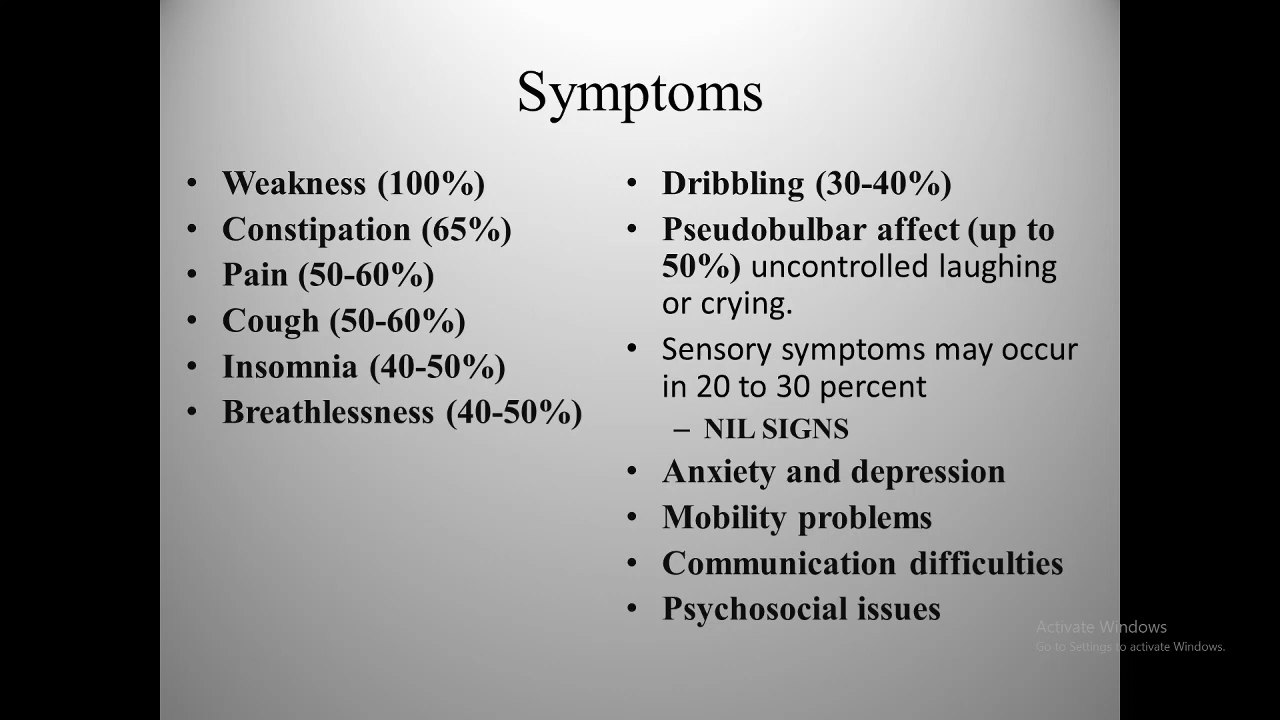 Symptoms
• Weakness (100%)
• Constipation (65%)
• Pain (50-60%)
• Cough (50-60%)
• Insomnia (40-50%)
• Breathlessness (40-50%)
• Dribbling (30-40%)
• Pseudobulbar affect (up to
50%) uncontrolled laughing
or crying.
• Sensory symptoms may occur
in 20 to 30 percent
– NIL SIGNS
• Anxiety and depression
• Mobility problems
• Communication difficulties
• Psychosocial issues
Activate Windows
Go to Settings to activate Windows.